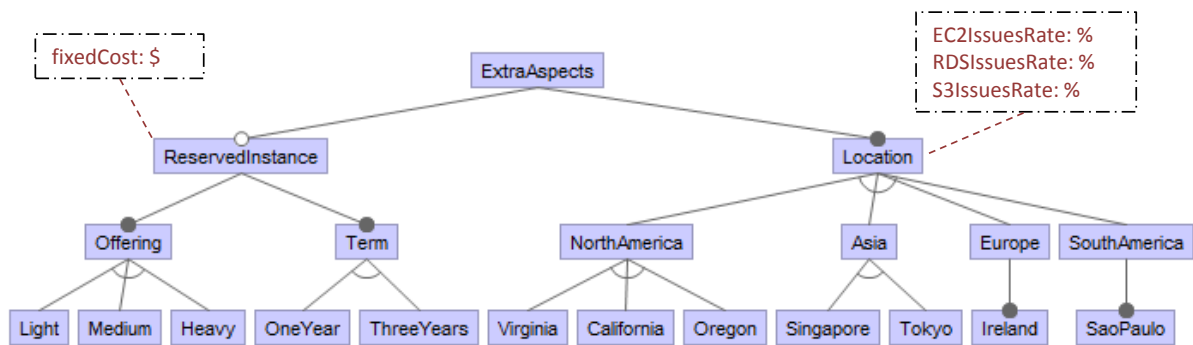 fixedCost: $
EC2IssuesRate: %
RDSIssuesRate: %
S3IssuesRate: %
ExtraAspects
ReservedInstance
Location
Offering
Term
NorthAmerica
Asia
Europe
SouthAmerica
Light
Medium
Heavy
OneYear
ThreeYears
Virginia
California
Oregon
Singapore
Tokyo
Ireland
SaoPaulo